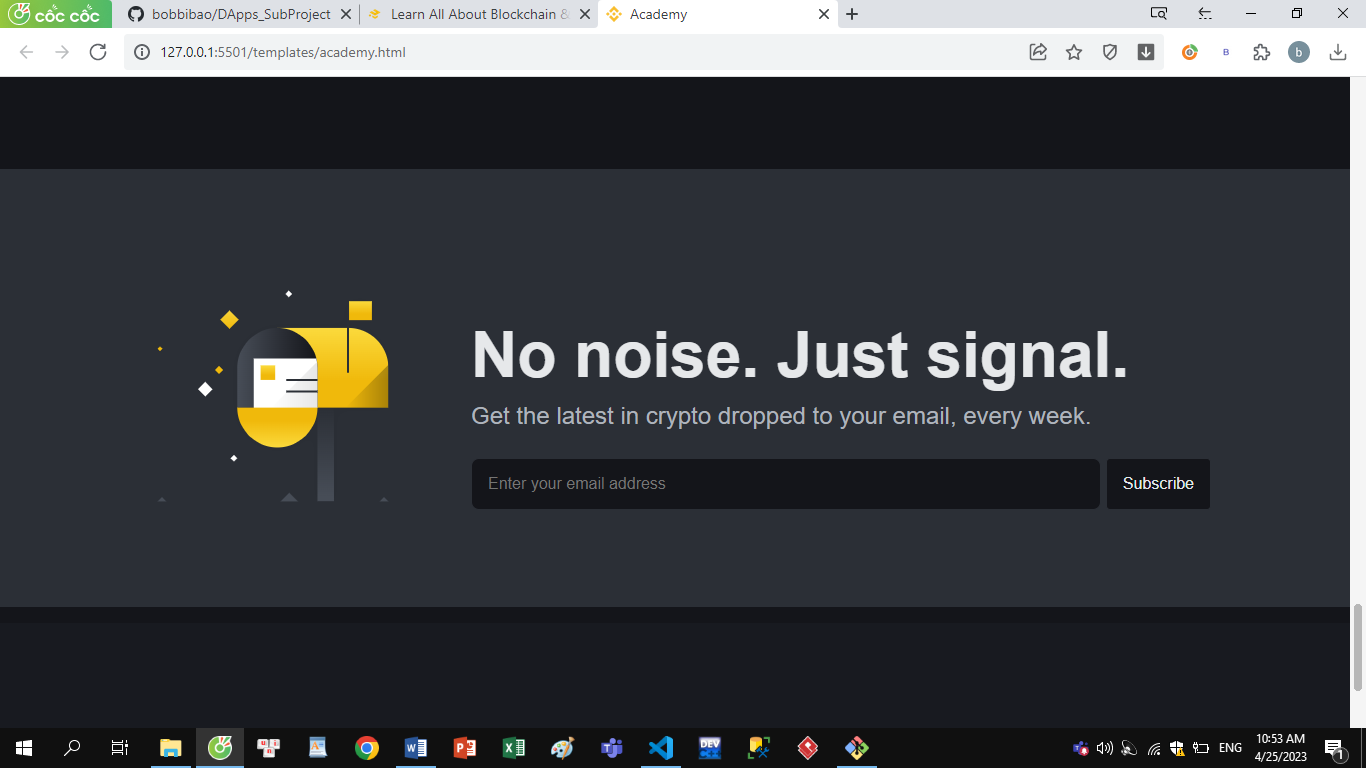 cốc cốc
bobbibao/DApps_SubProject
Learn All About Blockchain &
Academy
127.0.0.1:5501/templates/academy.html
B
b
No noise. Just signal.
Get the latest in crypto dropped to your email, every week.
Enter your email address
Subscribe
DEV
C++
ENG
10:53 AM
4/25/2023
1